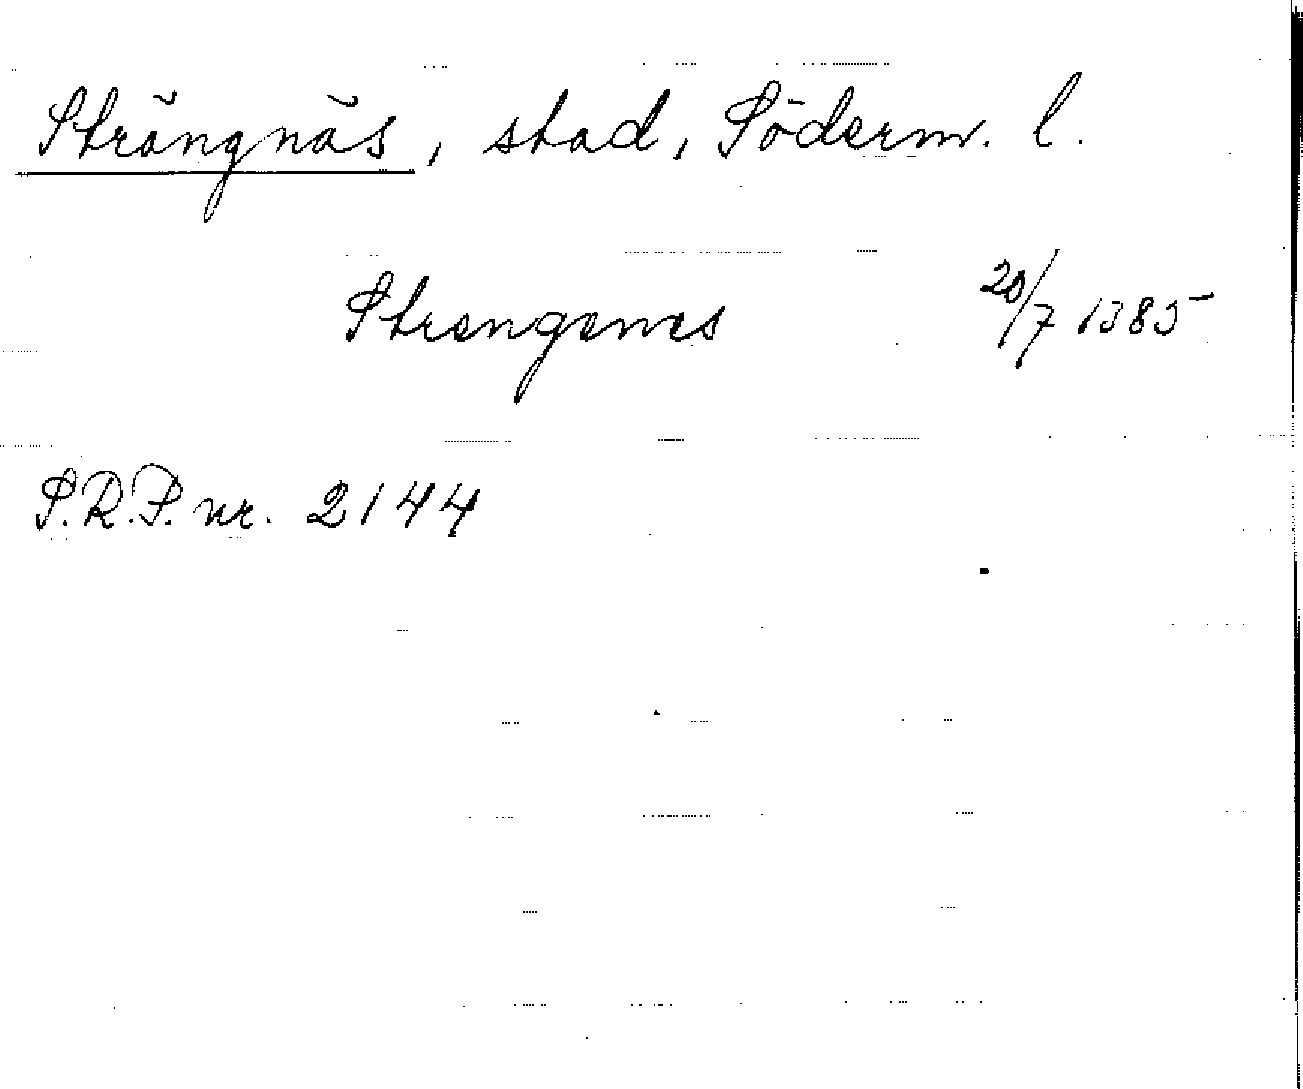 Strängnäs, stad, Söderm. l.
Strengenes 20/7 1385
S.R.P. nr. 2144